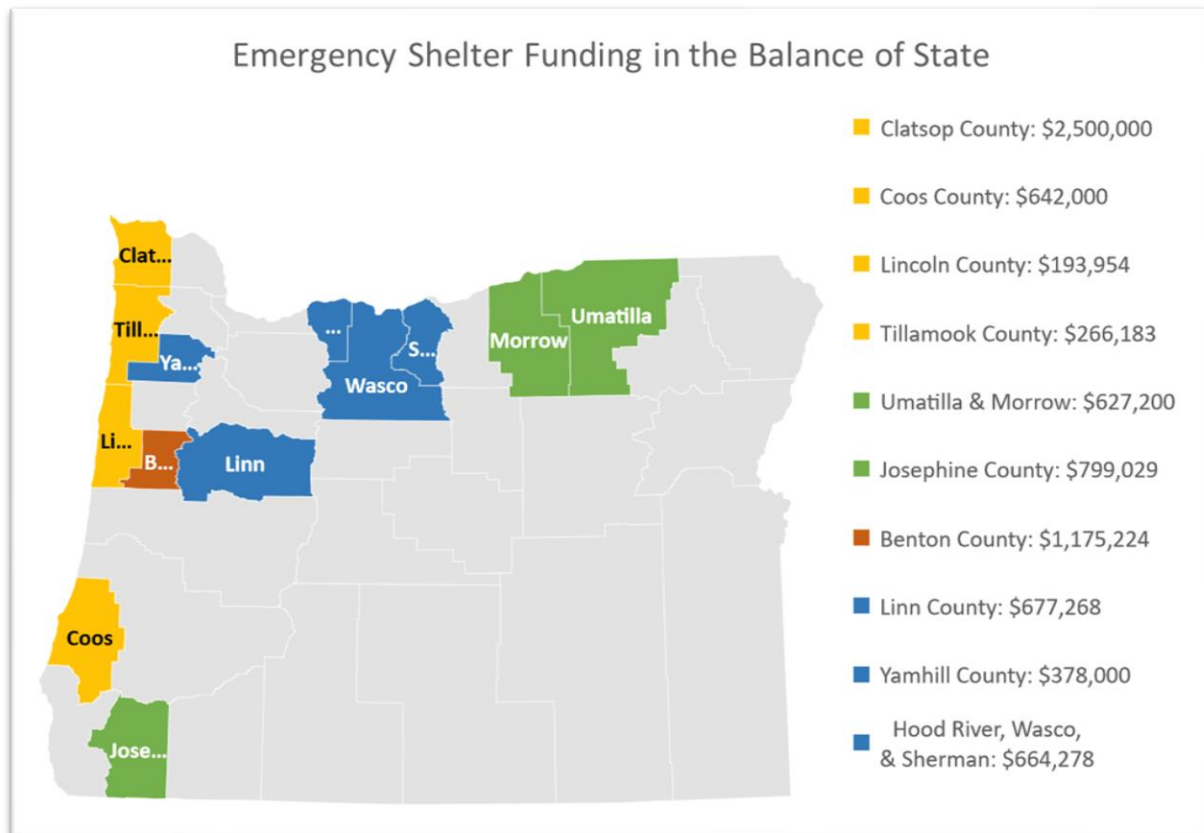 Emergency Shelter Funding in the Balance of State
Clatsop County: $2,500,000
Coos County: $642,000
Lincoln County: $193,954
Tillamook County: $266,183
Umatilla & Morrow: $627,200
Josephine County: $799,029
Benton County: $1,175,224
Linn County: $677,268
Yamhill County: $378,000
Hood River, Wasco,
& Sherman: $664,278
Clat...
Till...
Ya...
Li...
B...
Linn
...
Wasco
S...
Morrow
Umatilla
Coos
Jose...